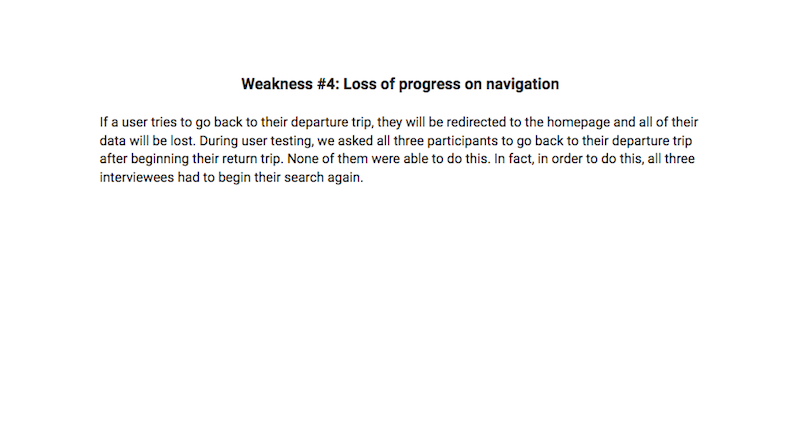 Weakness #4: Loss of progress on navigation
If a user tries to go back to their departure trip, they will be redirected to the homepage and all of their
data will be lost. During user testing, we asked all three participants to go back to their departure trip
after beginning their return trip. None of them were able to do this. In fact, in order to do this, all three
interviewees had to begin their search again.